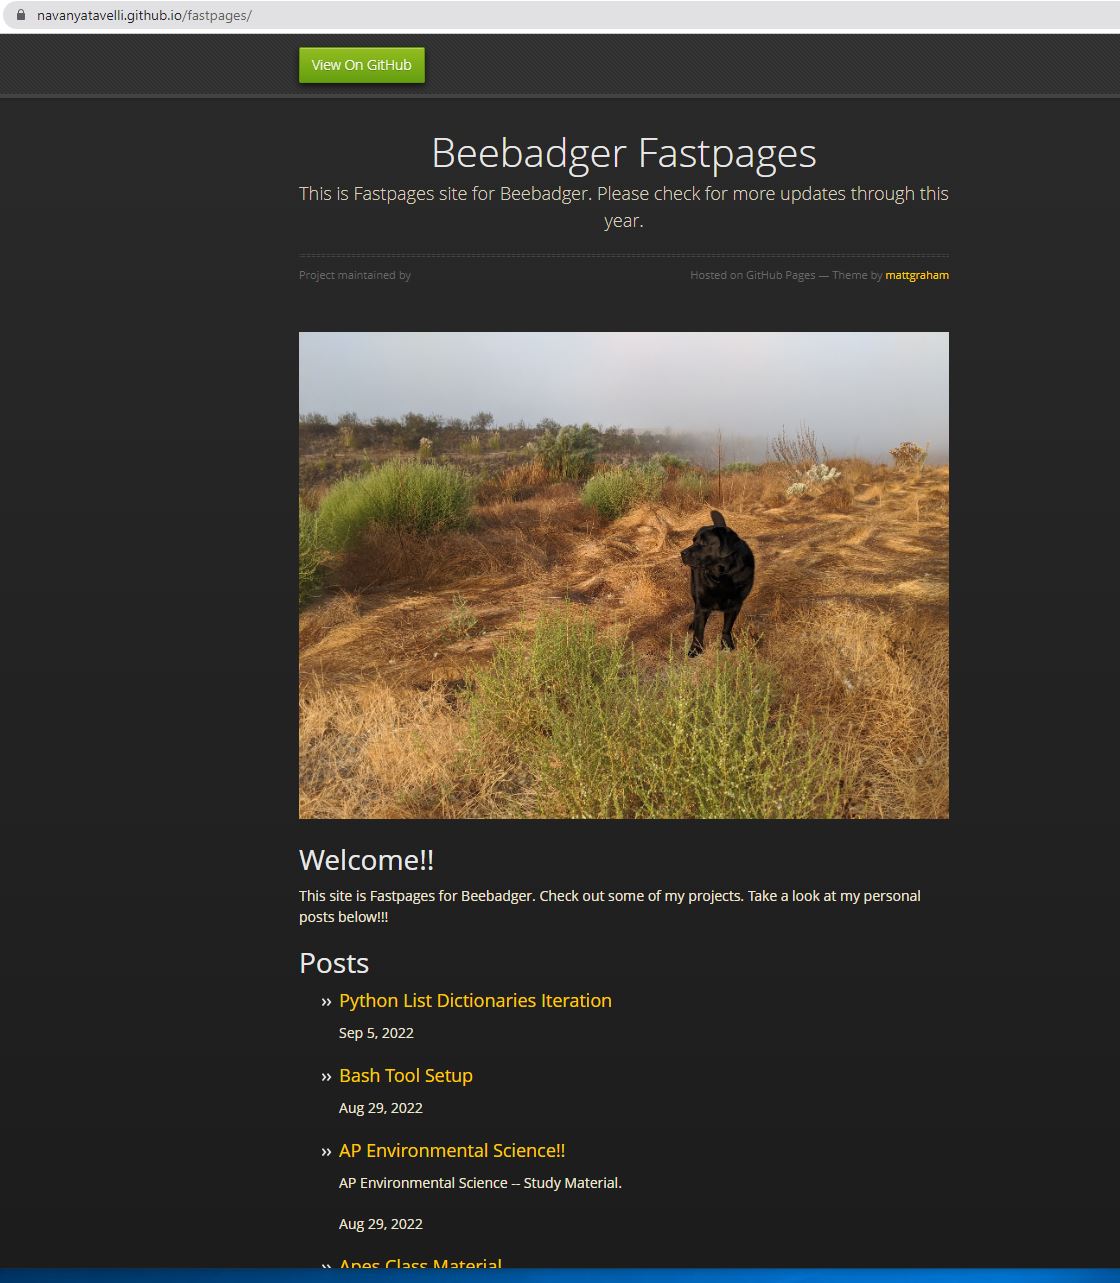 navanyatavelli.github.io/fastpages/
View On GitHub
Beebadger Fastpages
This is Fastpages site for Beebadger. Please check for more updates through this
year.
Project maintained by
Hosted on GitHub Pages — Theme by mattgraham
Welcome!!
This site is Fastpages for Beebadger. Check out some of my projects. Take a look at my personal
posts below!!!
Posts
›› Python List Dictionaries Iteration
Sep 5, 2022
›› Bash Tool Setup
Aug 29, 2022
›› AP Environmental Science!!
AP Environmental Science -- Study Material.
Aug 29, 2022
›› Apes Class Material